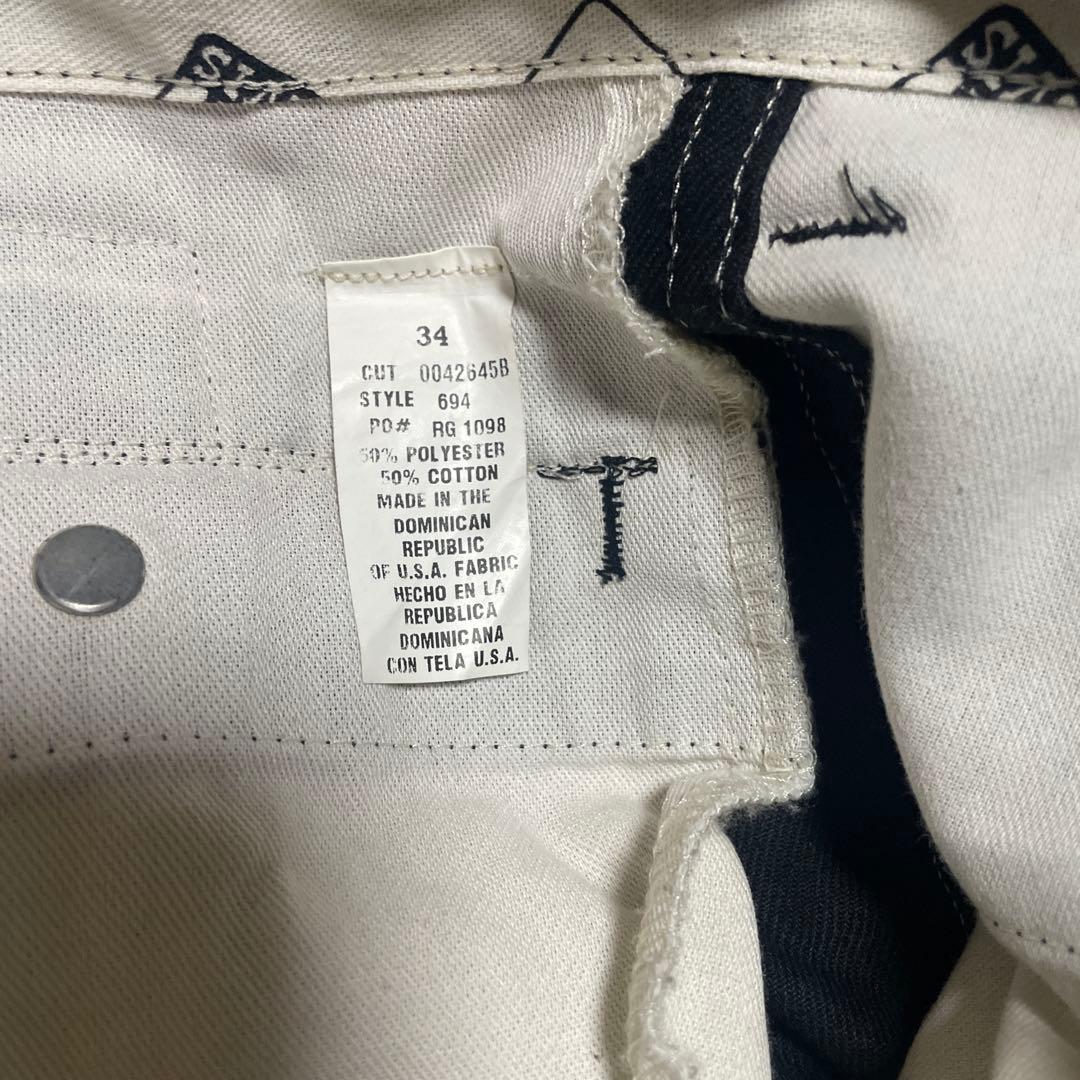 34
CUT 0042645B
STYLE 694
PO# RG 1098
50% POLYESTER
50% COTTON
MADE IN THE
DOMINICAN
REPUBLIC
OF U.S.A. FABRIC
HECHO EN LA
REPUBLICA
DOMINICANA
CON TELA U.S.A.